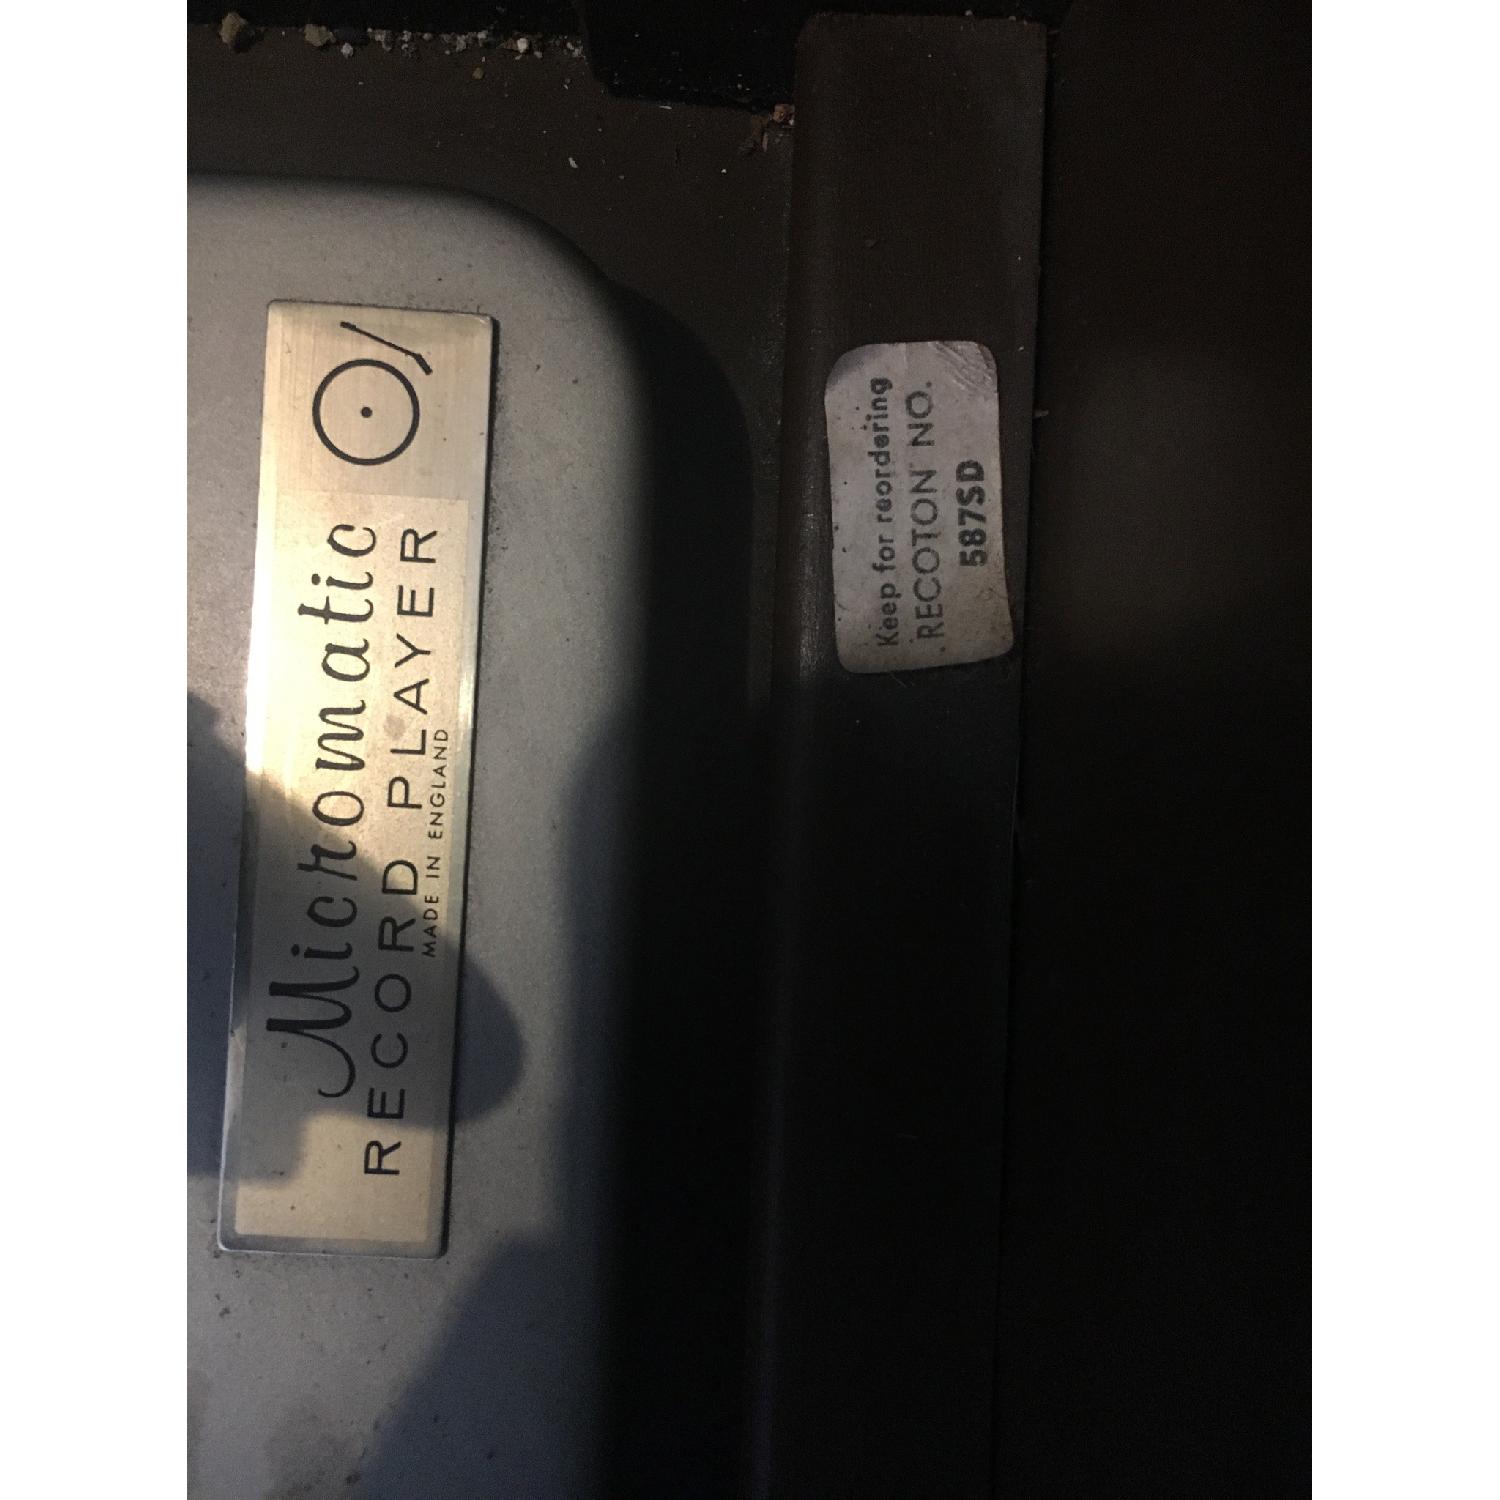 Micromatic
RECORD PLAYER
MADE IN ENGLAND
Keep for reordering
RECOTON NO.
587SD